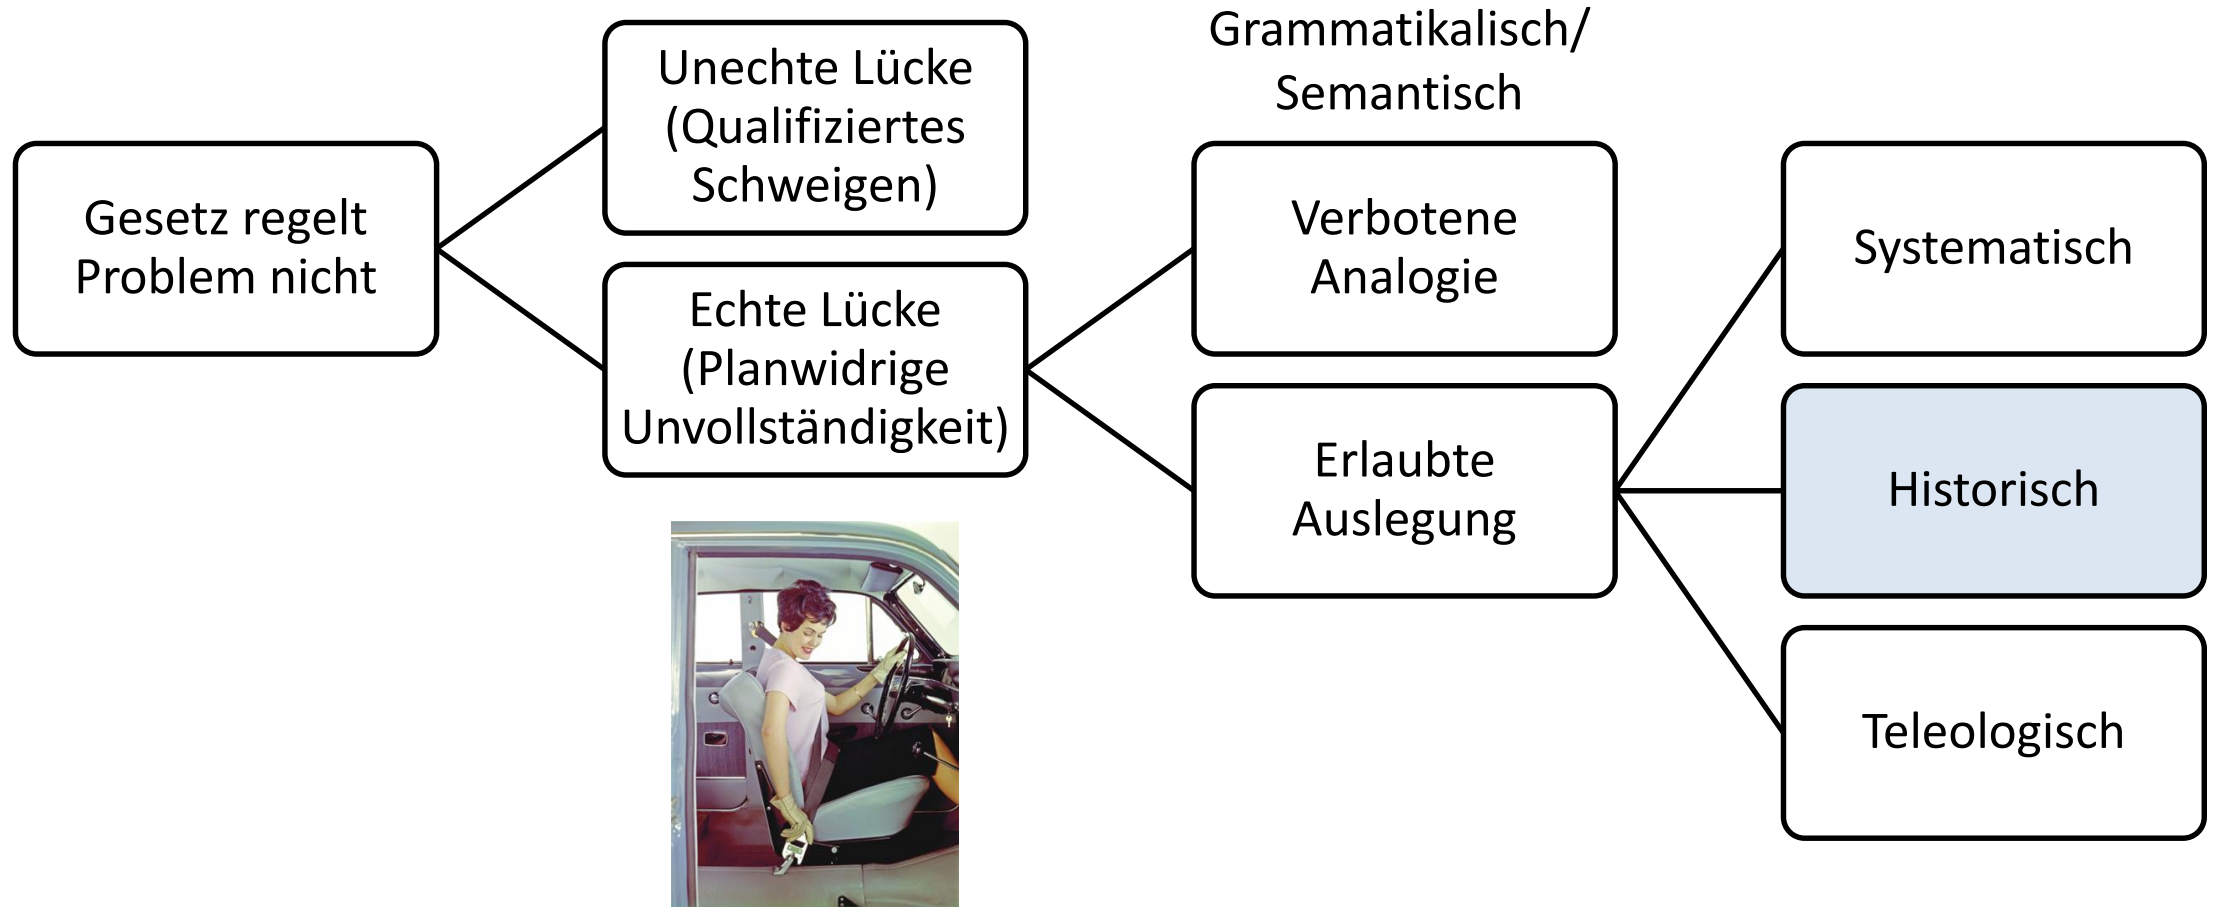 Gesetz regelt
Problem nicht
Unechte Lücke
(Qualifiziertes
Schweigen)
Echte Lücke
(Planwidrige
Unvollständigkeit)
Grammatikalisch/
Semantisch
Verbotene
Analogie
Erlaubte
Auslegung
Systematisch
Historisch
Teleologisch